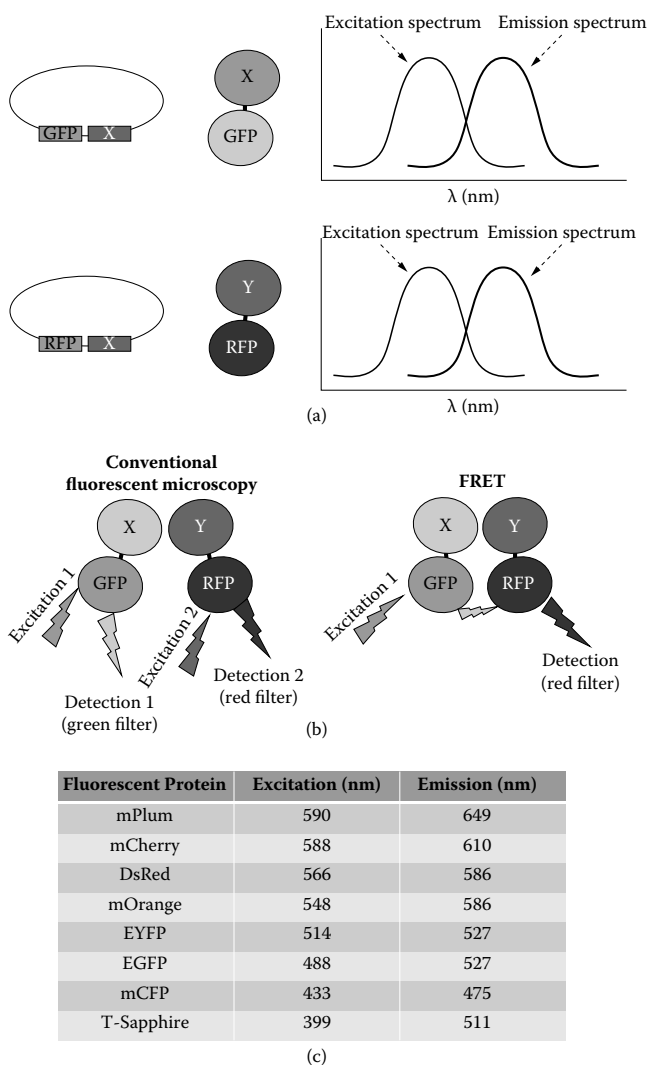 Excitation spectrum Emission spectrum
X
GFP
GFP X
λ (nm)
Excitation spectrum Emission spectrum
Y
RFP
RFP X
λ (nm)
(a)
Conventional
fluorescent microscopy
X Y
GFP RFP
Excitation 1
Excitation 2
Detection 1
(green filter)
Detection 2
(red filter)
FRET
X Y
GFP RFP
Excitation 1
Detection
(red filter)
(b)
Fluorescent Protein Excitation (nm) Emission (nm)
mPlum 590 649
mCherry 588 610
DsRed 566 586
mOrange 548 586
EYFP 514 527
EGFP 488 527
mCFP 433 475
T-Sapphire 399 511
(c)